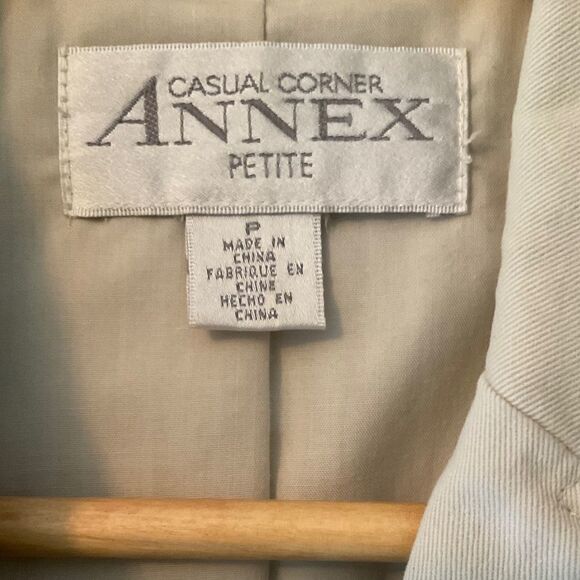 CASUAL CORNER
ANNEX
PETITE
P
MADE IN
CHINA
FABRIQUE EN
CHINE
HECHO EN
CHINA